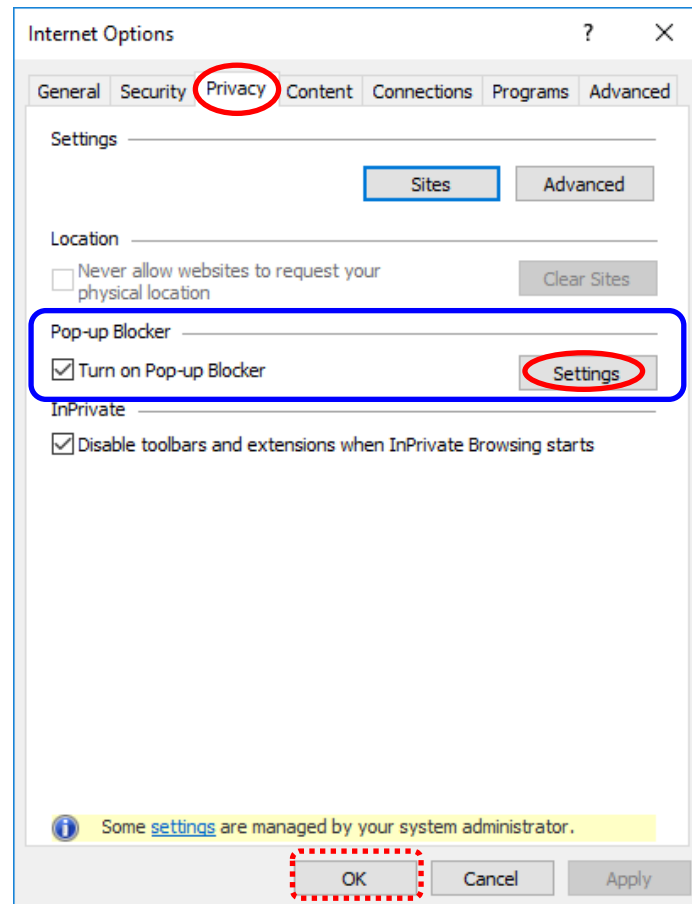 Internet Options ?
General Security Privacy Content Connections Programs Advanced
Settings
Sites Advanced
Location
Never allow websites to request your
physical location
Clear Sites
Pop-up Blocker
Turn on Pop-up Blocker Settings
InPrivate
Disable toolbars and extensions when InPrivate Browsing starts
Some settings are managed by your system administrator.
OK Cancel Apply